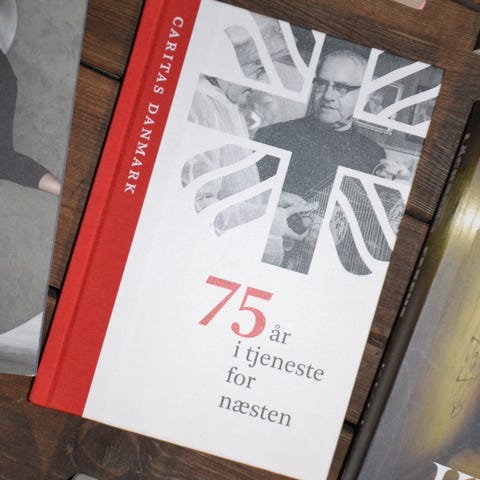 CARITAS DANMARK
75 år
i tjeneste
for
næsten